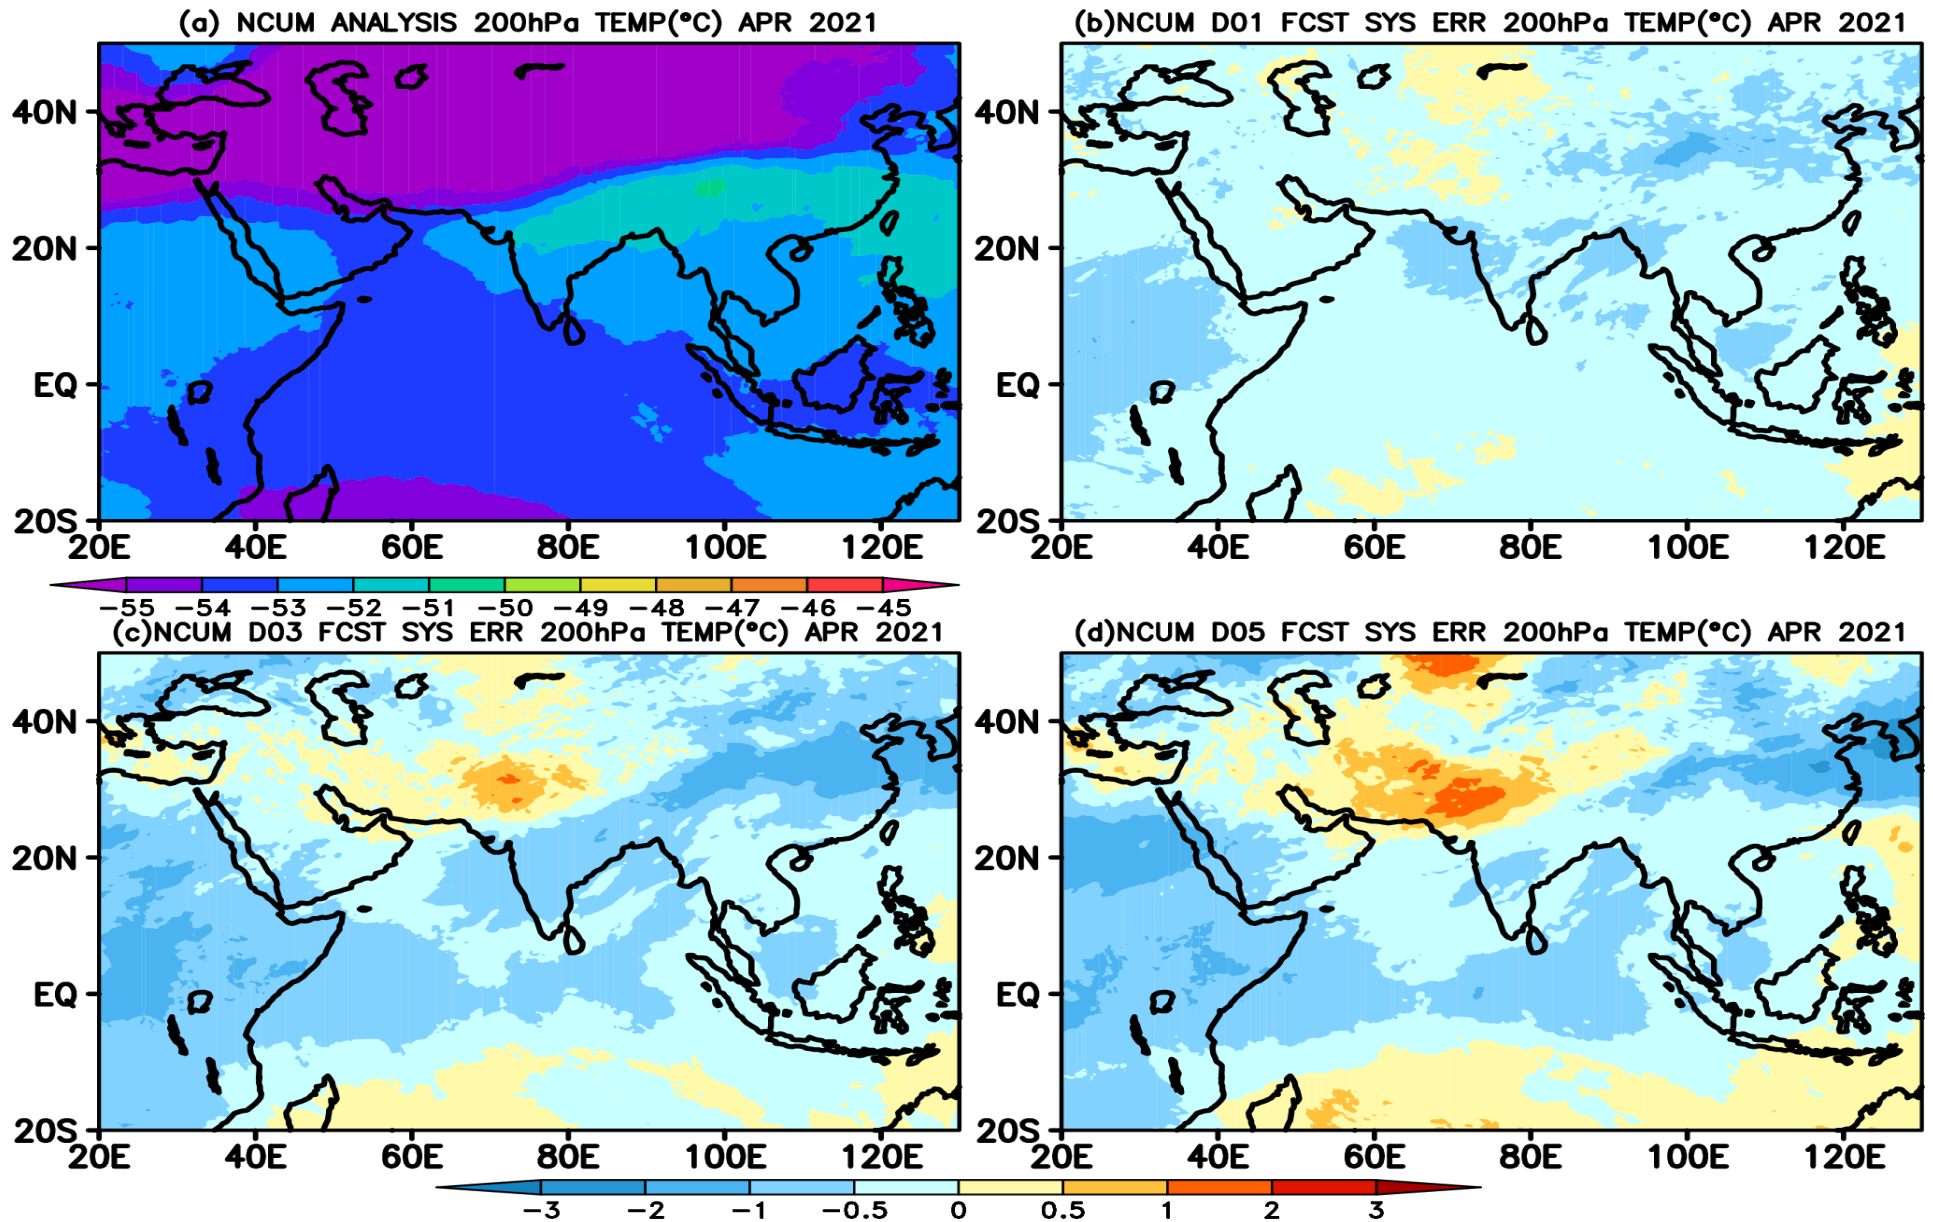 (a) NCUM ANALYSIS 200hPa TEMP(°C) APR 2021
(b)NCUM D01 FCST SYS ERR 200hPa TEMP(°C) APR 2021
40N
20N
EQ
20S
20E 40E 60E 80E 100E 120E
40N
20N
EQ
20S
20E 40E 60E 80E 100E 120E
−55 −54 −53 −52 −51 −50 −49 −48 −47 −46 −45
(c)NCUM D03 FCST SYS ERR 200hPa TEMP(°C) APR 2021
(d)NCUM D05 FCST SYS ERR 200hPa TEMP(°C) APR 2021
40N
20N
EQ
20S
20E 40E 60E 80E 100E 120E
40N
20N
EQ
20S
20E 40E 60E 80E 100E 120E
−3 −2 −1 −0.5 0 0.5 1 2 3